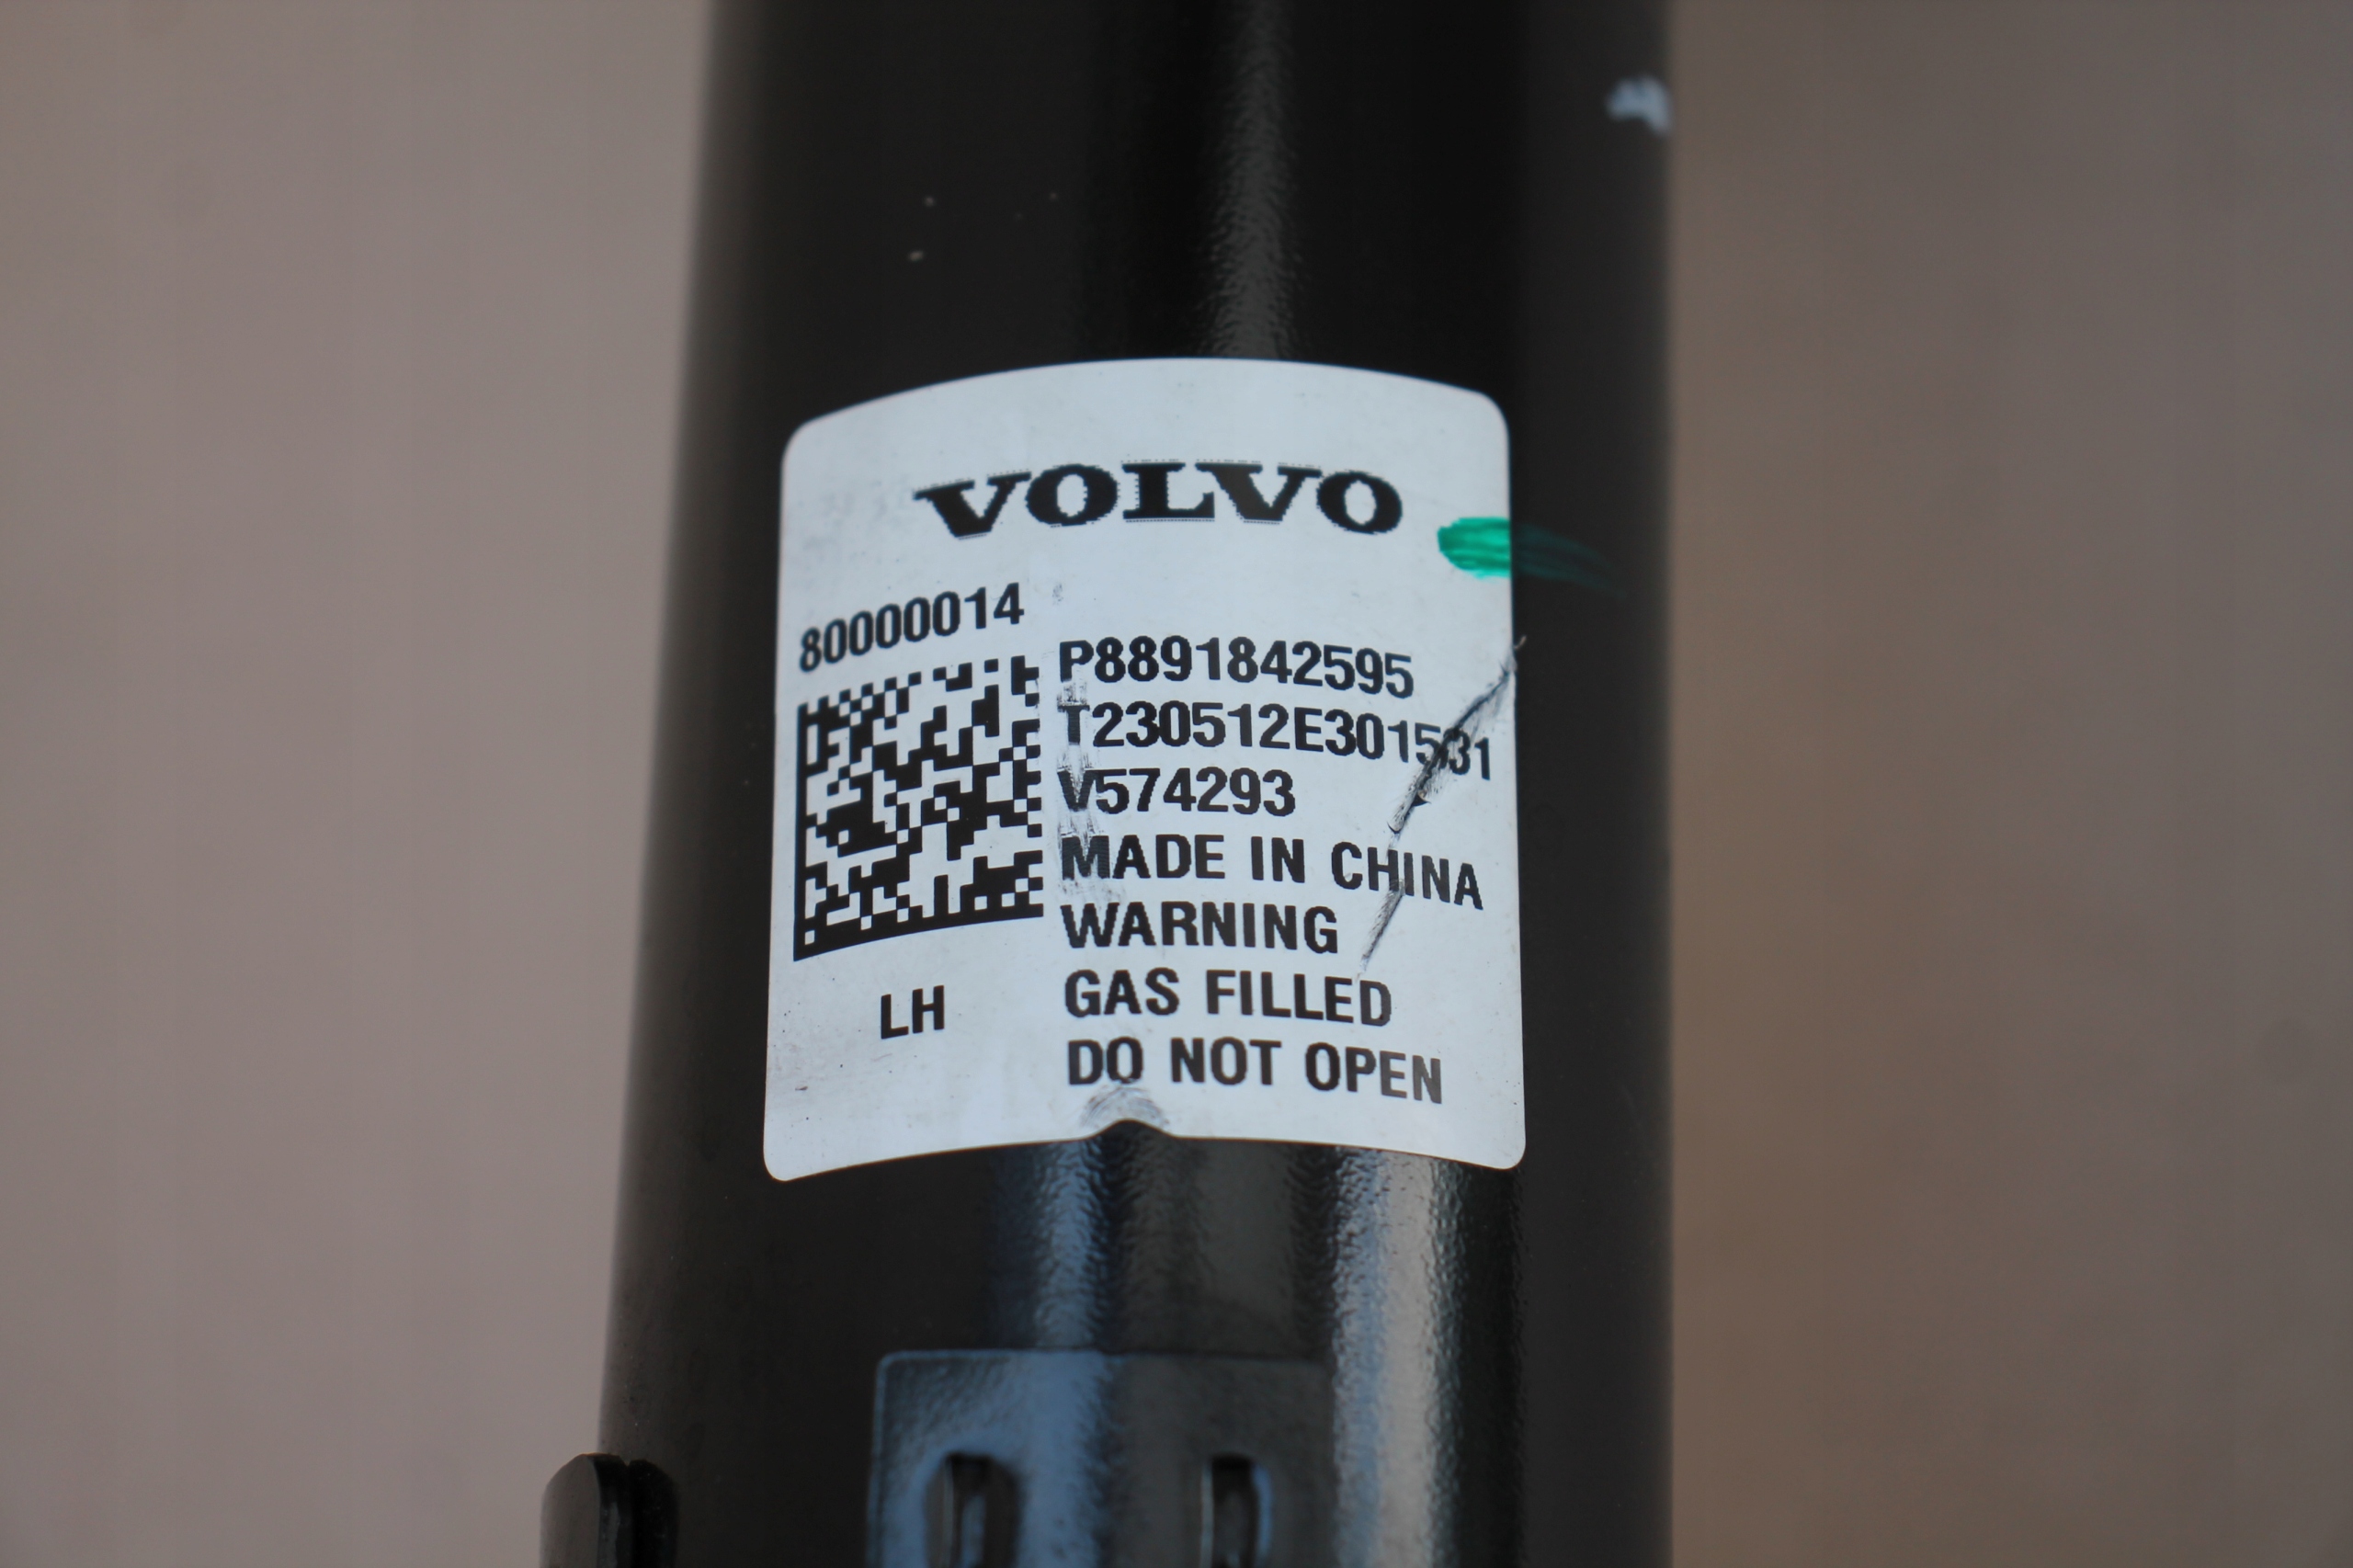 VOLVO
80000014
P8891842595
T230512E301531
V574293
MADE IN CHINA
WARNING
GAS FILLED
DO NOT OPEN
LH